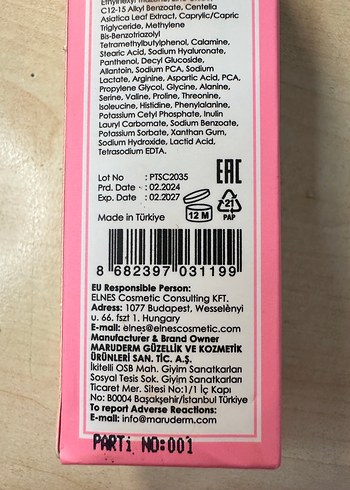 Ethylhexyl Triazone,
C12-15 Alkyl Benzoate, Centella
Asiatica Leaf Extract, Caprylic/Capric
Triglyceride, Methylene
Bis-Benzotriazolyl
Tetramethylbutylphenol, Calamine,
Stearic Acid, Sodium Hyaluronate,
Panthenol, Decyl Glucoside,
Allantoin, Sodium PCA, Sodium
Lactate, Arginine, Aspartic Acid, PCA,
Propylene Glycol, Glycine, Alanine,
Serine, Valine, Proline, Threonine,
Isoleucine, Histidine, Phenylalanine,
Potassium Cetyl Phosphate, Inulin
Lauryl Carbomate, Sodium Benzoate,
Potassium Sorbate, Xanthan Gum,
Sodium Hydroxide, Lactid Acid,
Tetrasodium EDTA.
Lot No : PTSC2035
Prd. Date : 02.2024
Exp. Date : 02.2027
EAC
Made in Türkiye
12 M
21
PAP
8 682397 031199
EU Responsible Person:
ELNES Cosmetic Consulting KFT.
Address: 1077 Budapest, Wesselényi
u. 66. fszt 1. Hungary
E-mail: elnes@elnescosmetic.com
Manufacturer & Brand Owner
MARUDERM GÜZELLİK VE KOZMETİK
ÜRÜNLERİ SAN. TİC. A.Ş.
İkitelli OSB Mah. Giyim Sanatkarları
Sosyal Tesis Sok. Giyim Sanatkarları
Ticaret Mer. Sitesi No:1/1 İç Kapı
No: B0004 Başakşehir/İstanbul Türkiye
To report Adverse Reactions:
E-mail: info@maruderm.com
PARTi NO:001